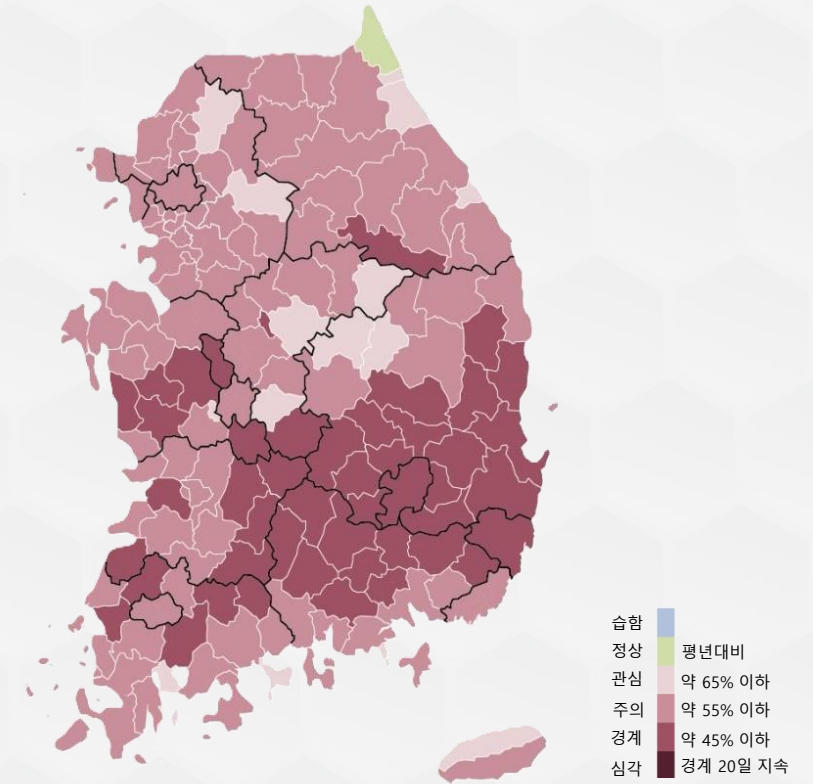 습함
정상 평년대비
관심 약 65% 이하
주의 약 55% 이하
경계 약 45% 이하
심각 경계 20일 지속